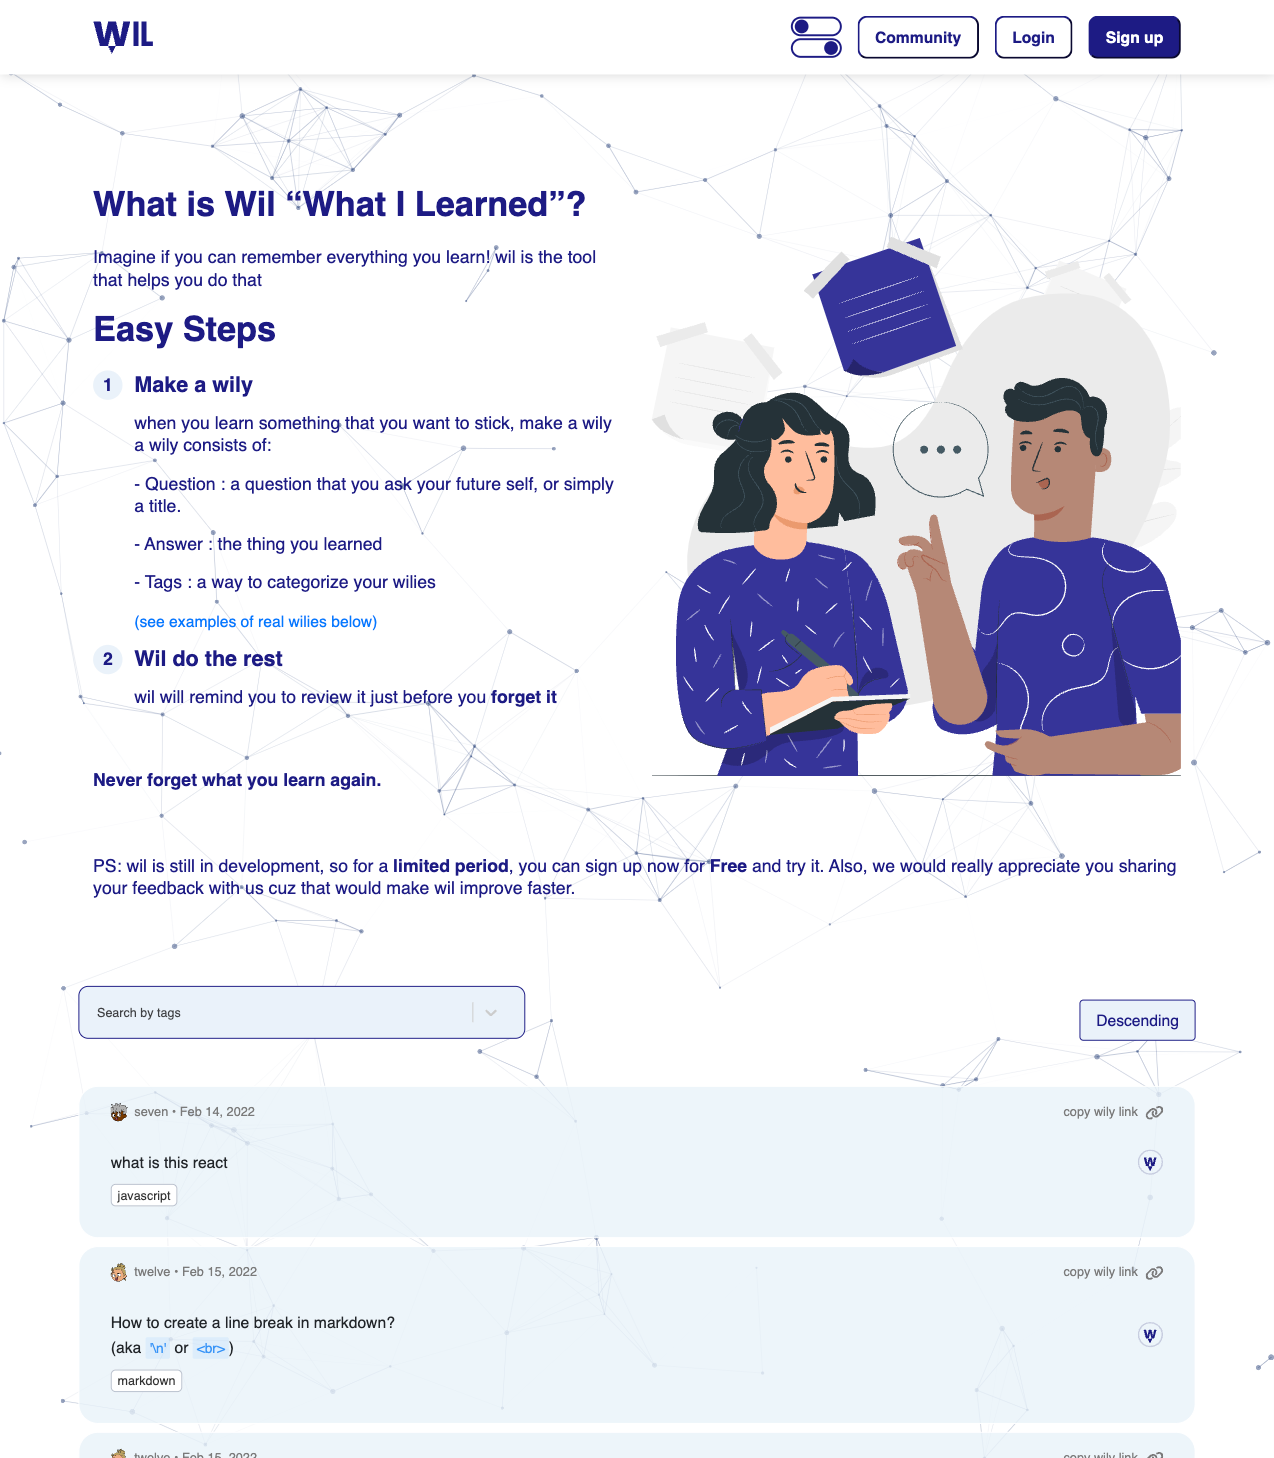 WIL
Community
Login
Sign up
What is Wil “What I Learned”?
Imagine if you can remember everything you learn! wil is the tool
that helps you do that
Easy Steps
1 Make a wily
when you learn something that you want to stick, make a wily
a wily consists of:
- Question : a question that you ask your future self, or simply
a title.
- Answer : the thing you learned
- Tags : a way to categorize your wilies
(see examples of real wilies below)
2 Wil do the rest
wil will remind you to review it just before you forget it
Never forget what you learn again.
PS: wil is still in development, so for a limited period, you can sign up now for Free and try it. Also, we would really appreciate you sharing
your feedback with us cuz that would make wil improve faster.
Search by tags
Descending
seven • Feb 14, 2022
copy wily link
what is this react
W
javascript
twelve • Feb 15, 2022
copy wily link
How to create a line break in markdown?
(aka '\n' or <br> )
W
markdown
twelve • Feb 15, 2022
copy wily link